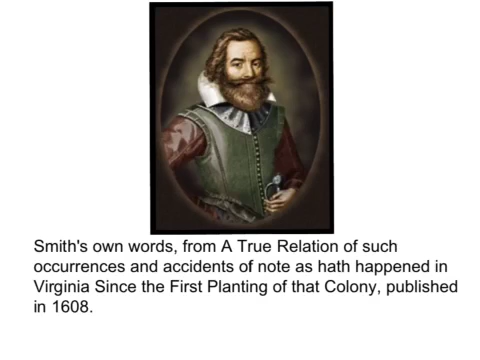 Smith's own words, from A True Relation of such
occurrences and accidents of note as hath happened in
Virginia Since the First Planting of that Colony, published
in 1608.